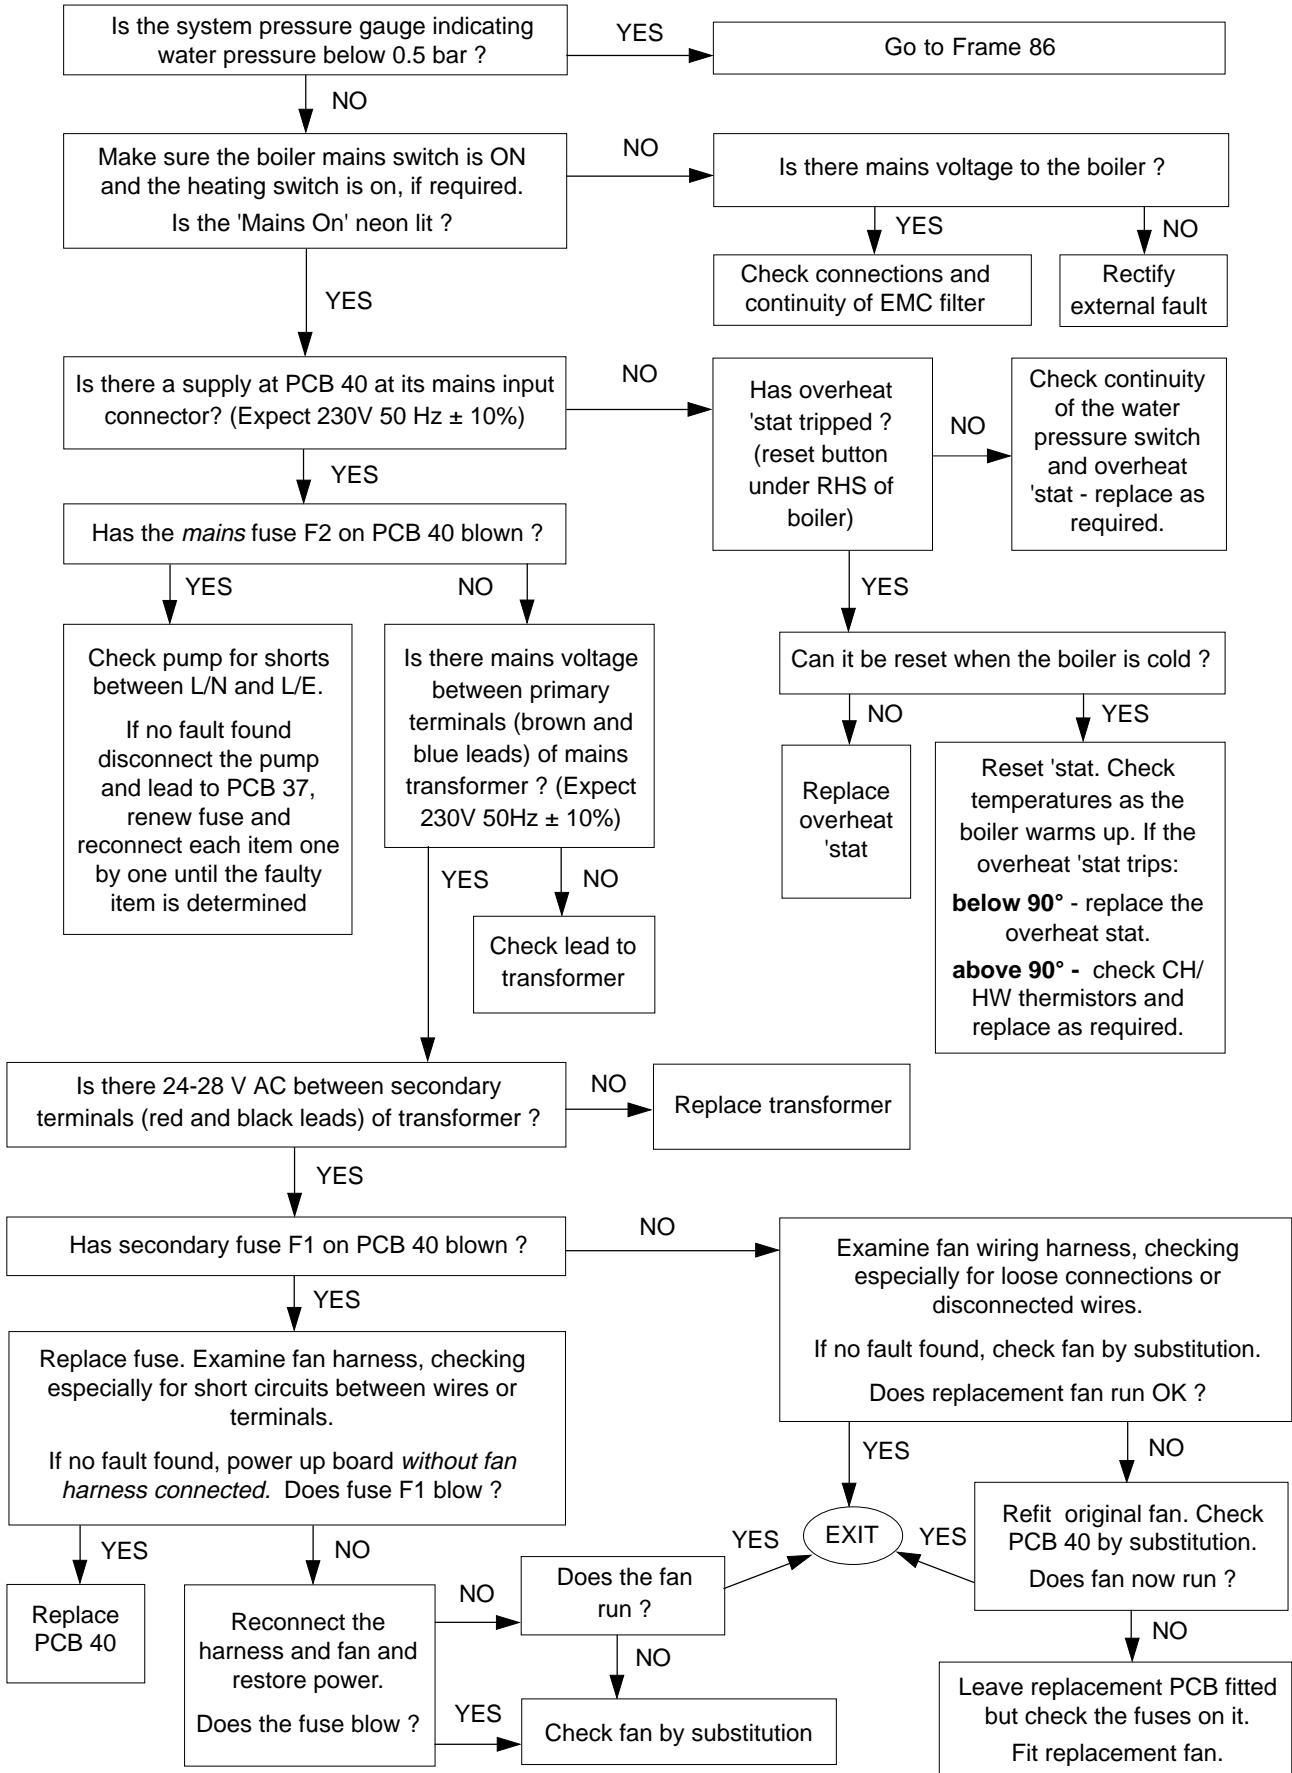 Is the system pressure gauge indicating
water pressure below 0.5 bar ?
YES
Go to Frame 86
NO
Make sure the boiler mains switch is ON
and the heating switch is on, if required.
Is the 'Mains On' neon lit ?
NO
Is there mains voltage to the boiler ?
YES
NO
Check connections and
continuity of EMC filter
Rectify
external fault
YES
Is there a supply at PCB 40 at its mains input
connector? (Expect 230V 50 Hz ± 10%)
NO
Has overheat
'stat tripped ?
(reset button
under RHS of
boiler)
NO
Check continuity
of the water
pressure switch
and overheat
'stat - replace as
required.
YES
Has the mains fuse F2 on PCB 40 blown ?
YES
NO
YES
Can it be reset when the boiler is cold ?
NO
YES
Check pump for shorts
between L/N and L/E.
If no fault found
disconnect the pump
and lead to PCB 37,
renew fuse and
reconnect each item one
by one until the faulty
item is determined
Is there mains voltage
between primary
terminals (brown and
blue leads) of mains
transformer ? (Expect
230V 50Hz ± 10%)
YES
NO
Check lead to
transformer
Replace
overheat
'stat
Reset 'stat. Check
temperatures as the
boiler warms up. If the
overheat 'stat trips:
below 90° - replace the
overheat stat.
above 90° - check CH/
HW thermistors and
replace as required.
Is there 24-28 V AC between secondary
terminals (red and black leads) of transformer ?
NO
Replace transformer
YES
Has secondary fuse F1 on PCB 40 blown ?
NO
Examine fan wiring harness, checking
especially for loose connections or
disconnected wires.
If no fault found, check fan by substitution.
Does replacement fan run OK ?
YES
Replace fuse. Examine fan harness, checking
especially for short circuits between wires or
terminals.
If no fault found, power up board without fan
harness connected. Does fuse F1 blow ?
YES
NO
YES
NO
Replace
PCB 40
Reconnect the
harness and fan and
restore power.
Does the fuse blow ?
NO
YES
Does the fan
run ?
YES
NO
Check fan by substitution
EXIT
YES
Refit original fan. Check
PCB 40 by substitution.
Does fan now run ?
NO
Leave replacement PCB fitted
but check the fuses on it.
Fit replacement fan.